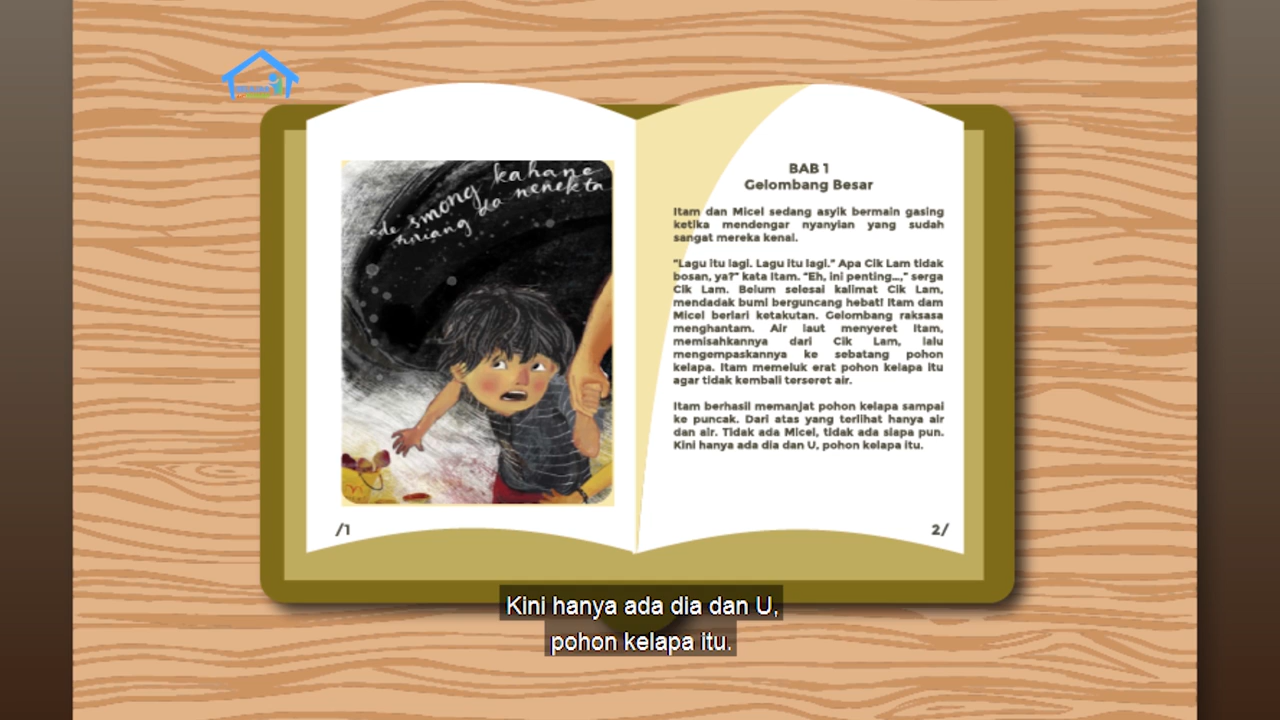 kahane
smong
nenekta
BAB 1
Gelombang Besar
Itam dan Micel sedang asyik bermain gasing
ketika mendengar nyanyian yang sudah
sangat mereka kenal.
"Lagu itu lagi. Lagu itu lagi." Apa Cik Lam tidak
bosan, ya?" kata Itam. "Eh, ini penting...," serga
Cik Lam. Belum selesai kalimat Cik Lam,
mendadak bumi berguncang hebat! Itam dam
Micel berlari ketakutan. Gelombang raksasa
menghantam. Air laut menyeret Itam,
memisahkannya dari Cik Lam, lalu
mengempaskannya ke sebatang pohon
kelapa. Itam memeluk erat pohon kelapa itu
agar tidak kembali terseret air.
Itam berhasil memanjat pohon kelapa sampai
ke puncak. Dari atas yang terlihat hanya air
dan air. Tidak ada Micel, tidak ada siapa pun.
Kini hanya ada dia dan U, pohon kelapa itu.
/1
2/
Kini hanya ada dia dan U,
pohon kelapa itu.